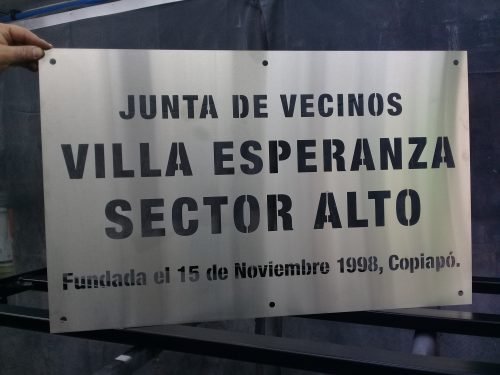 JUNTA DE VECINOS
VILLA ESPERANZA
SECTOR ALTO
Fundada el 15 de Noviembre 1998, Copiapó.